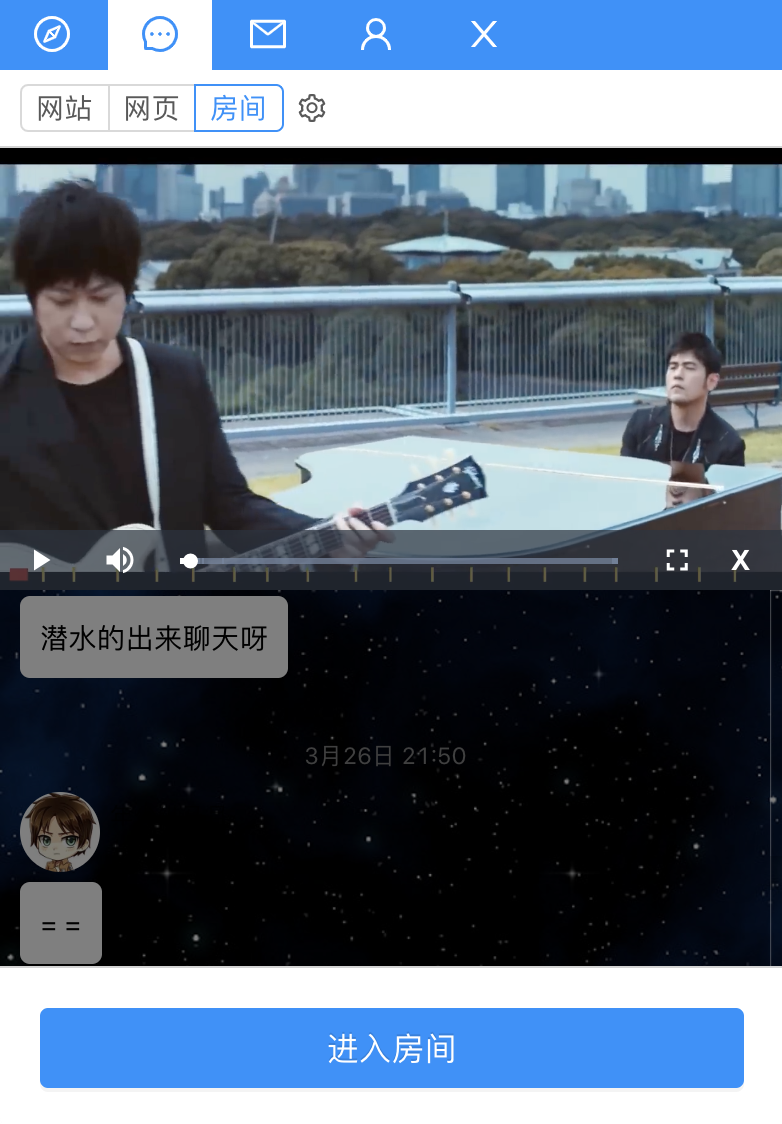 网站
网页
房间
X
潜水的出来聊天呀
3月26日 21:50
= =
进入房间